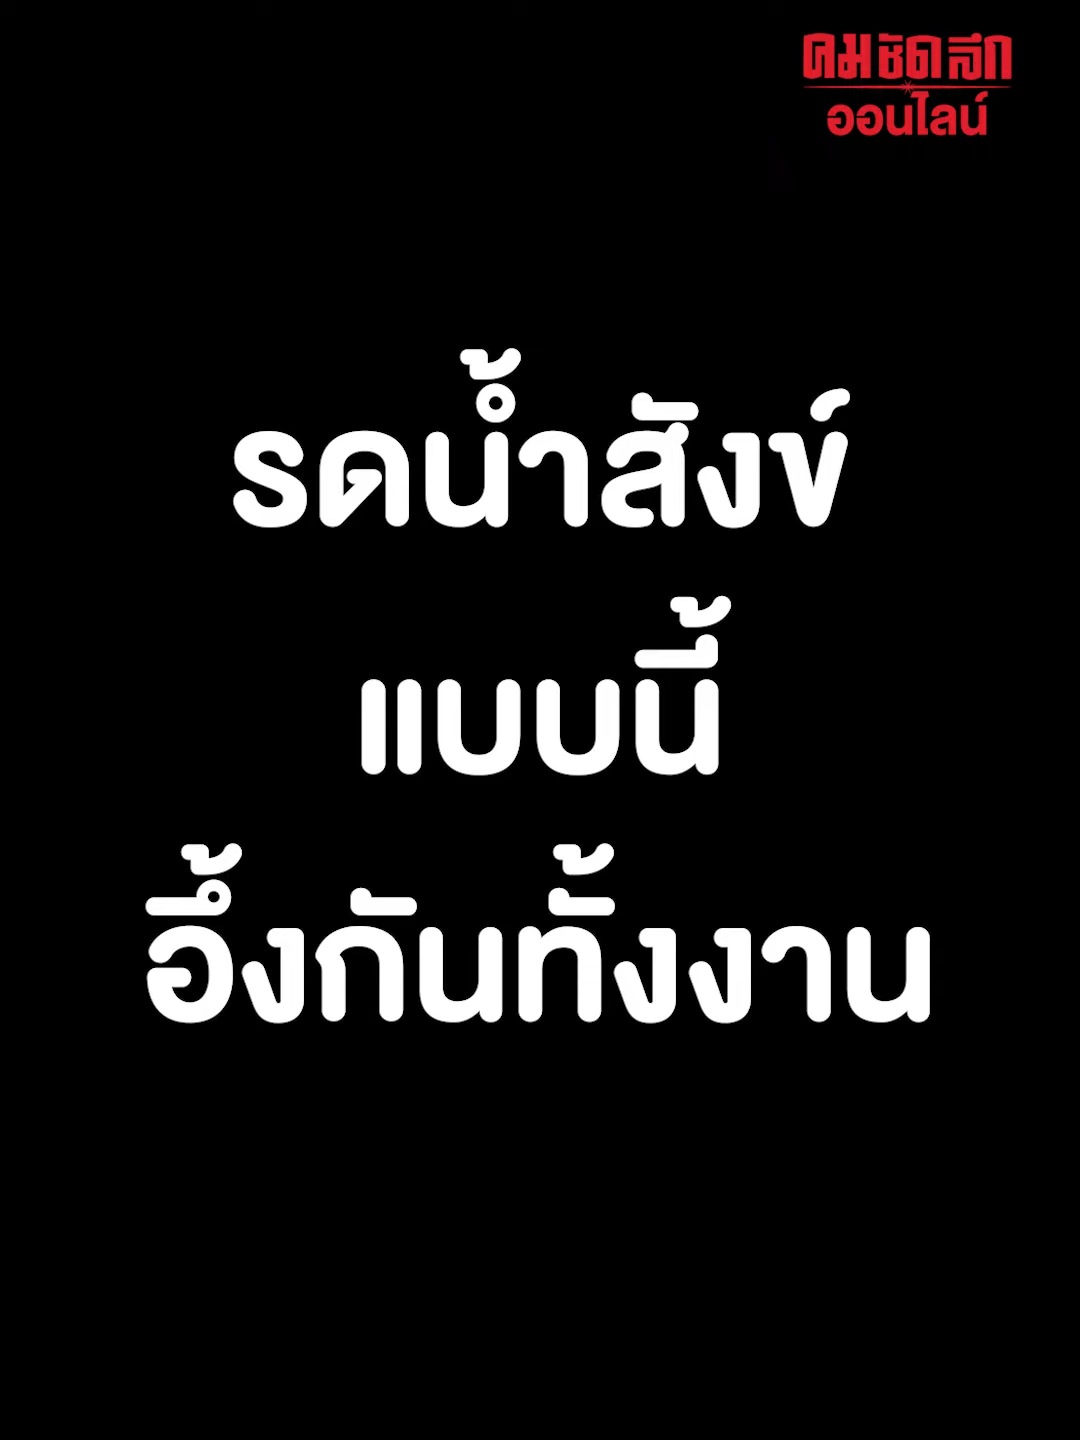 คมชัดลึก
ออนไลน์
รดน้ำสังข์
แบบนี้
อึ้งกันทั้งงาน